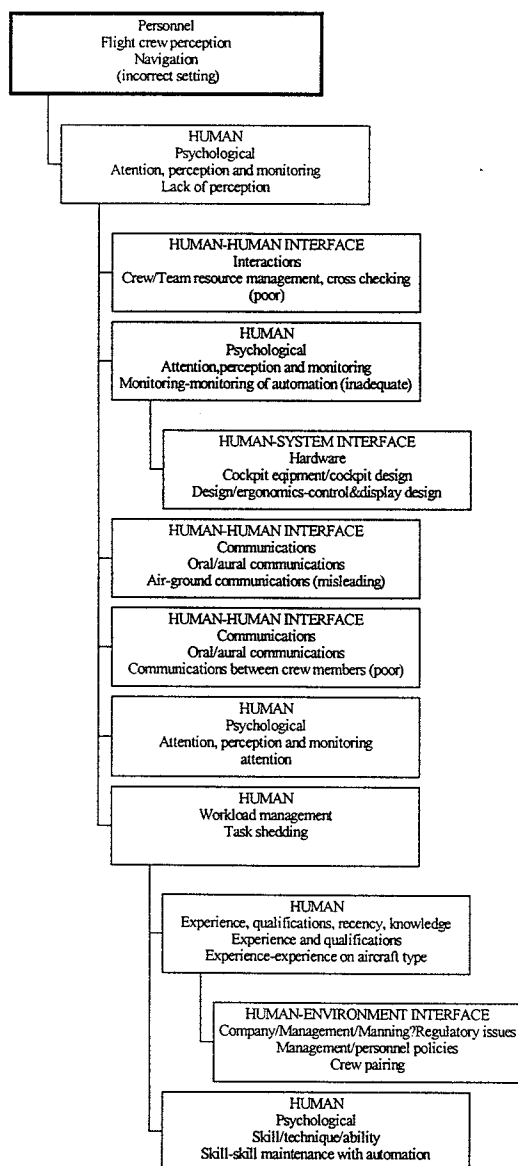 Personnel
Flight crew perception
Navigation
(incorrect setting)
HUMAN
Psychological
Atention, perception and monitoring
Lack of perception
HUMAN-HUMAN INTERFACE
Interactions
Crew/Team resource management, cross checking
(poor)
HUMAN
Psychological
Attention,perception and monitoring
Monitoring-monitoring of automation (inadequate)
HUMAN-SYSTEM INTERFACE
Hardware
Cockpit eqipment/cockpit design
Design/ergonomics-control&display design
HUMAN-HUMAN INTERFACE
Communications
Oral/aural communications
Air-ground communications (misleading)
HUMAN-HUMAN INTERFACE
Communications
Oral/aural communications
Communications between crew members (poor)
HUMAN
Psychological
Attention, perception and monitoring
attention
HUMAN
Workload management
Task shedding
HUMAN
Experience, qualifications, recency, knowledge
Experience and qualifications
Experience-experience on aircraft type
HUMAN-ENVIRONMENT INTERFACE
Company/Management/Manning?Regulatory issues
Management/personnel policies
Crew pairing
HUMAN
Psychological
Skill/technique/ability
Skill-skill maintenance with automation